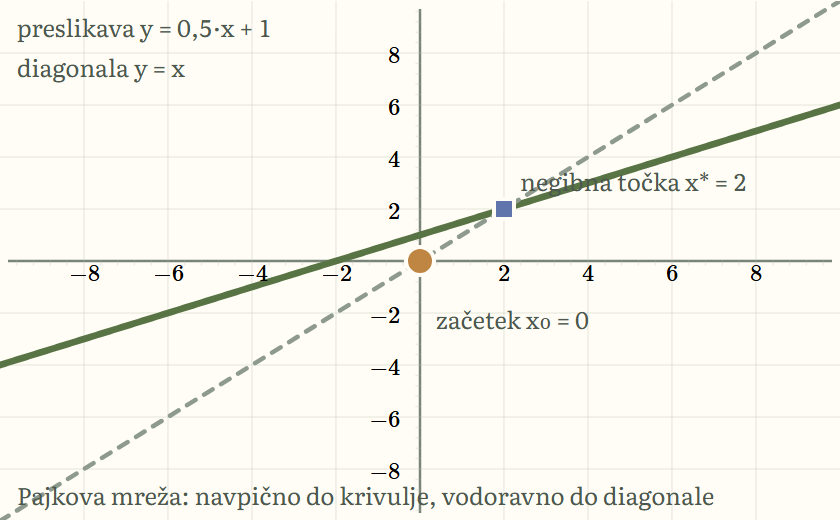 preslikava y = 0,5·x + 1
diagonala y = x
8
6
4
negibna točka x* = 2
2
−8 −6 −4 −2 2 4 6 8
−2
začetek x₀ = 0
−4
−6
−8
Pajkova mreža: navpično do krivulje, vodoravno do diagonale